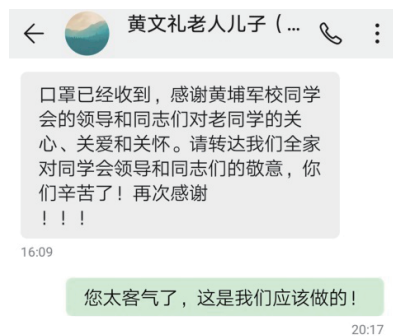 黄文礼老人儿子（...
口罩已经收到，感谢黄埔军校同学
会的领导和同志们对老同学的关
心、关爱和关怀。请转达我们全家
对同学会领导和同志们的敬意，你
们辛苦了！再次感谢
！！！
16:09
您太客气了，这是我们应该做的！
20:17